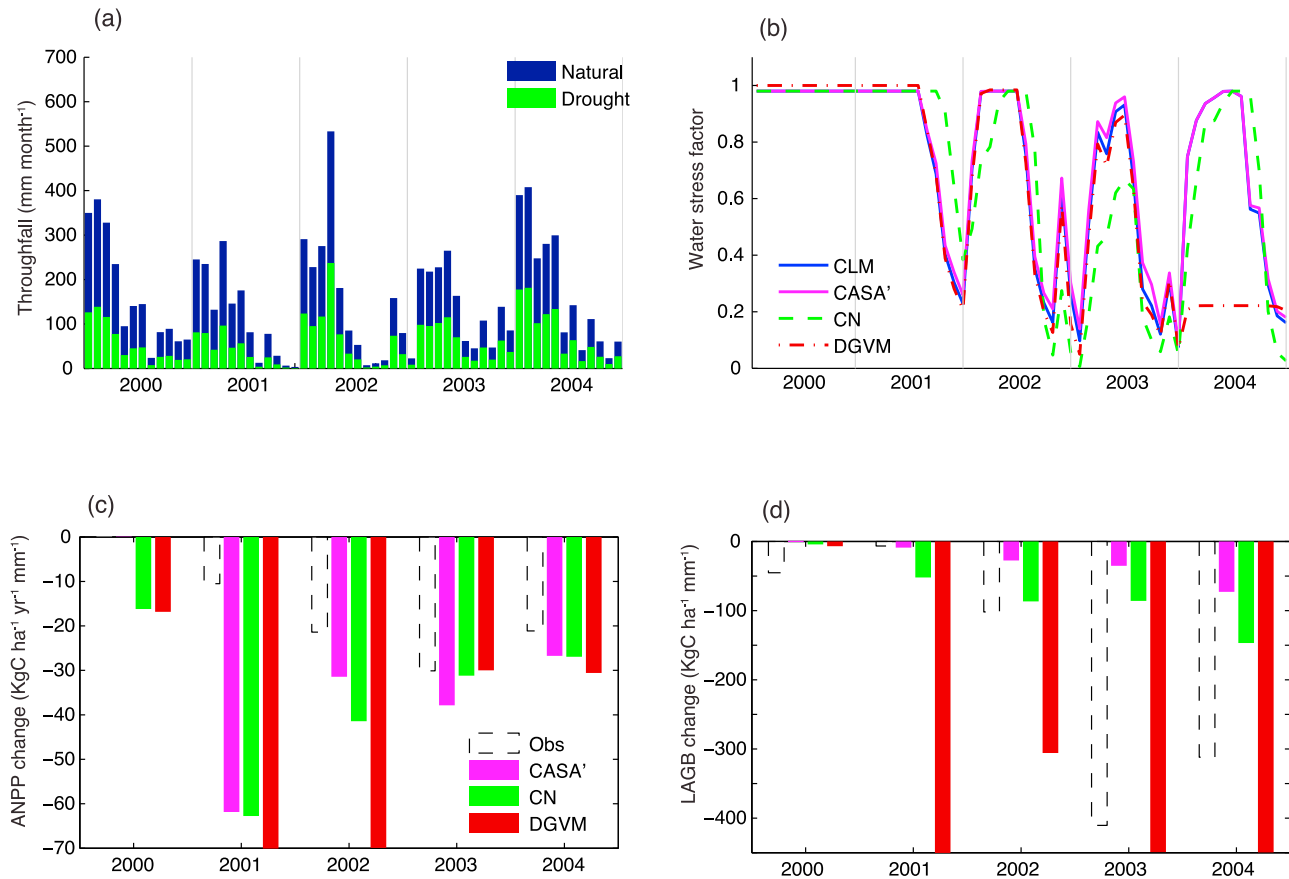 (a)
Throughfall (mm month⁻¹)
700
600
500
400
300
200
100
0
Natural
Drought
2000 2001 2002 2003 2004
(b)
Water stress factor
1
0.8
0.6
0.4
0.2
0
CLM
CASA'
CN
DGVM
2000 2001 2002 2003 2004
(c)
ANPP change (KgC ha⁻¹ yr⁻¹ mm⁻¹)
0
−10
−20
−30
−40
−50
−60
−70
Obs
CASA'
CN
DGVM
2000 2001 2002 2003 2004
(d)
LAGB change (KgC ha⁻¹ mm⁻¹)
0
−100
−200
−300
−400
2000 2001 2002 2003 2004